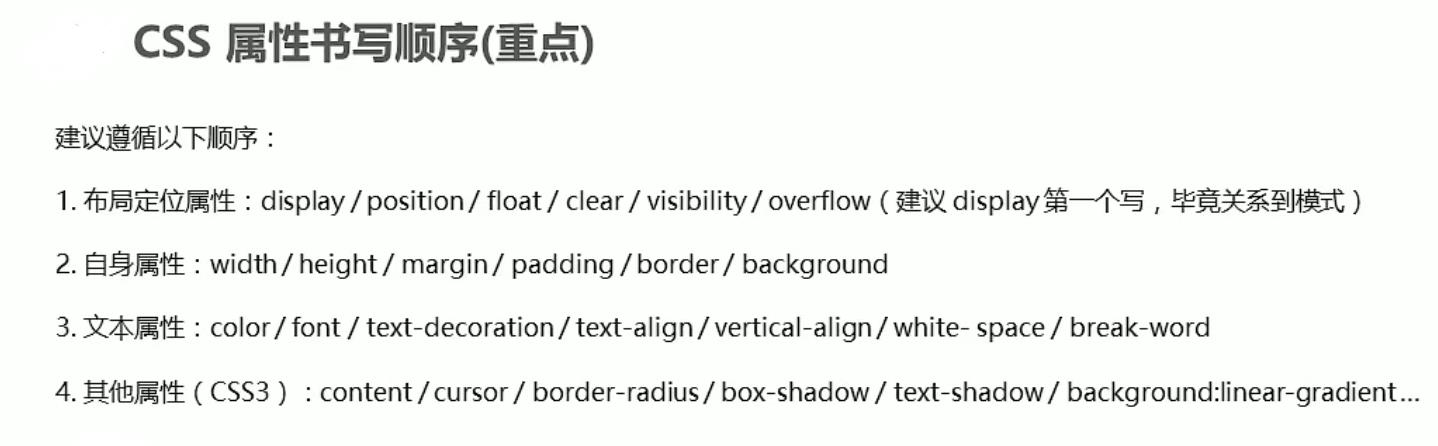 CSS 属性书写顺序(重点)
建议遵循以下顺序：
1. 布局定位属性：display / position / float / clear / visibility / overflow（建议 display 第一个写，毕竟关系到模式）
2. 自身属性：width / height / margin / padding / border / background
3. 文本属性：color / font / text-decoration / text-align / vertical-align / white- space / break-word
4. 其他属性（CSS3）：content / cursor / border-radius / box-shadow / text-shadow / background:linear-gradient...